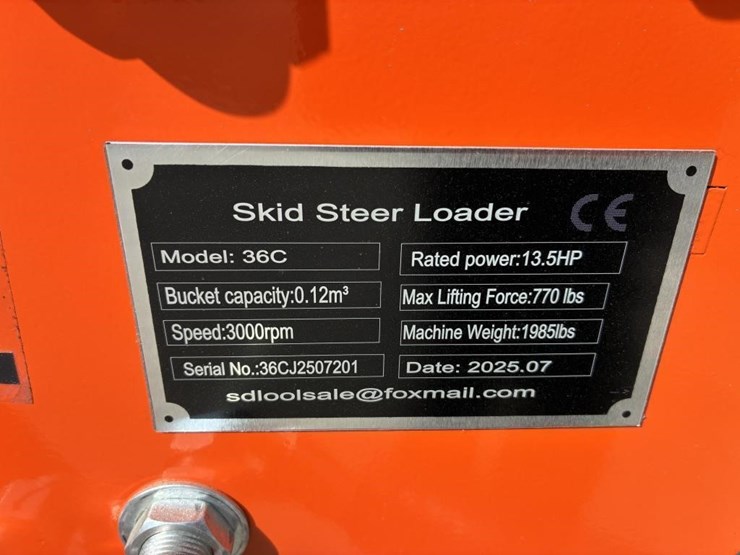 Skid Steer Loader CE
Model: 36C
Rated power:13.5HP
Bucket capacity:0.12m³
Max Lifting Force:770 lbs
Speed:3000rpm
Machine Weight:1985lbs
Serial No.:36CJ2507201
Date: 2025.07
sdloolsale@foxmail.com